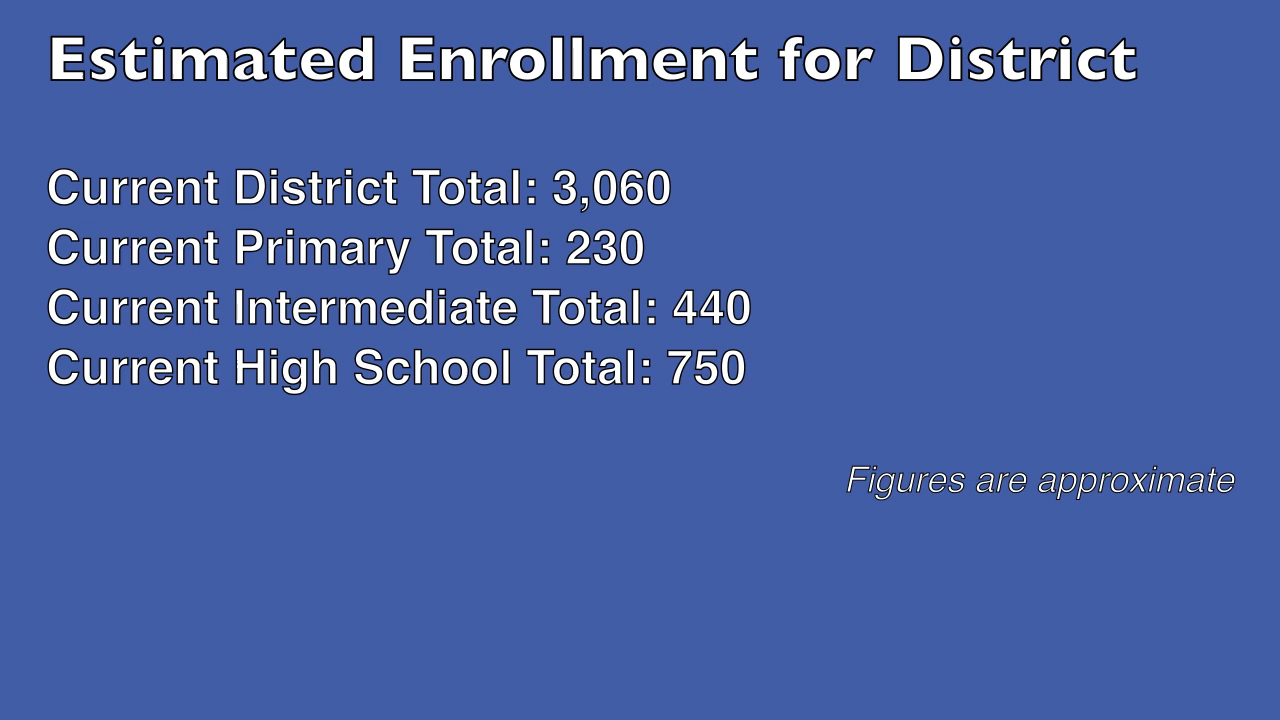 Estimated Enrollment for District
Current District Total: 3,060
Current Primary Total: 230
Current Intermediate Total: 440
Current High School Total: 750
Figures are approximate